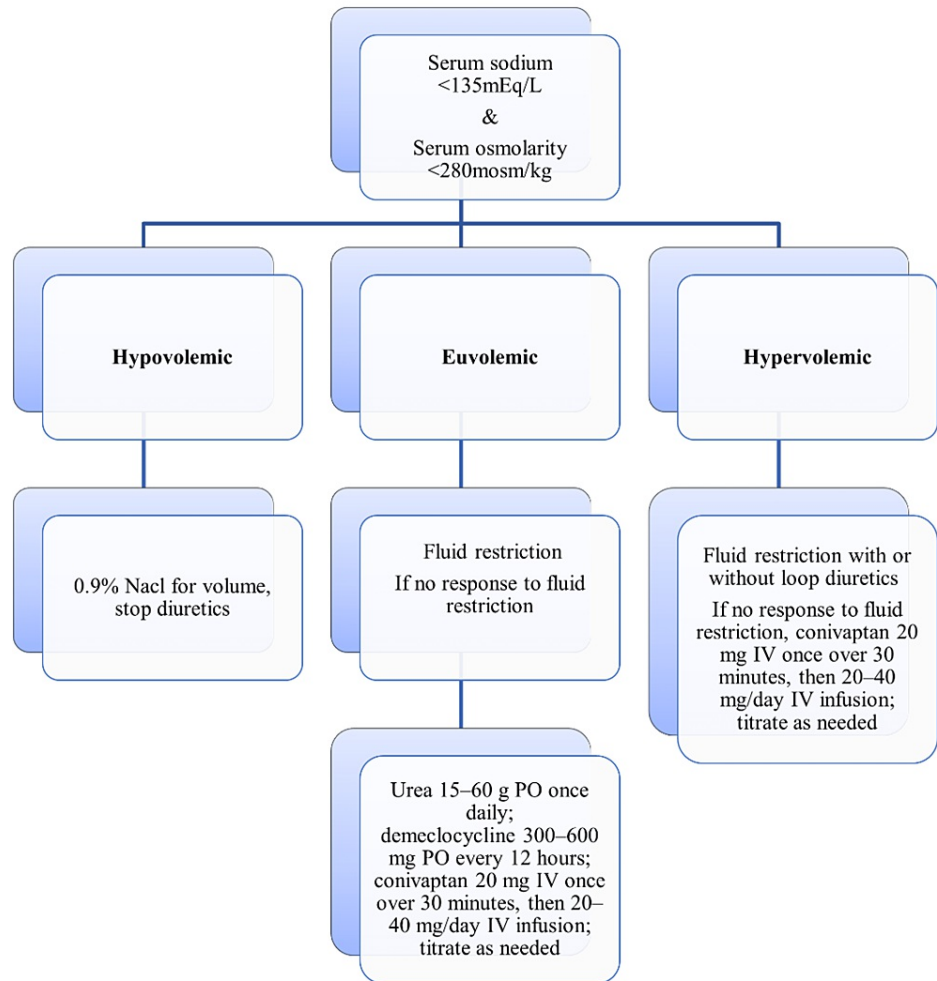 Serum sodium
<135mEq/L
&
Serum osmolarity
<280mosm/kg
Hypovolemic
Euvolemic
Hypervolemic
0.9% Nacl for volume,
stop diuretics
Fluid restriction
If no response to fluid
restriction
Fluid restriction with or
without loop diuretics
If no response to fluid
restriction, conivaptan 20
mg IV once over 30
minutes, then 20–40
mg/day IV infusion;
titrate as needed
Urea 15–60 g PO once
daily;
demeclocycline 300–600
mg PO every 12 hours;
conivaptan 20 mg IV once
over 30 minutes, then 20–
40 mg/day IV infusion;
titrate as needed